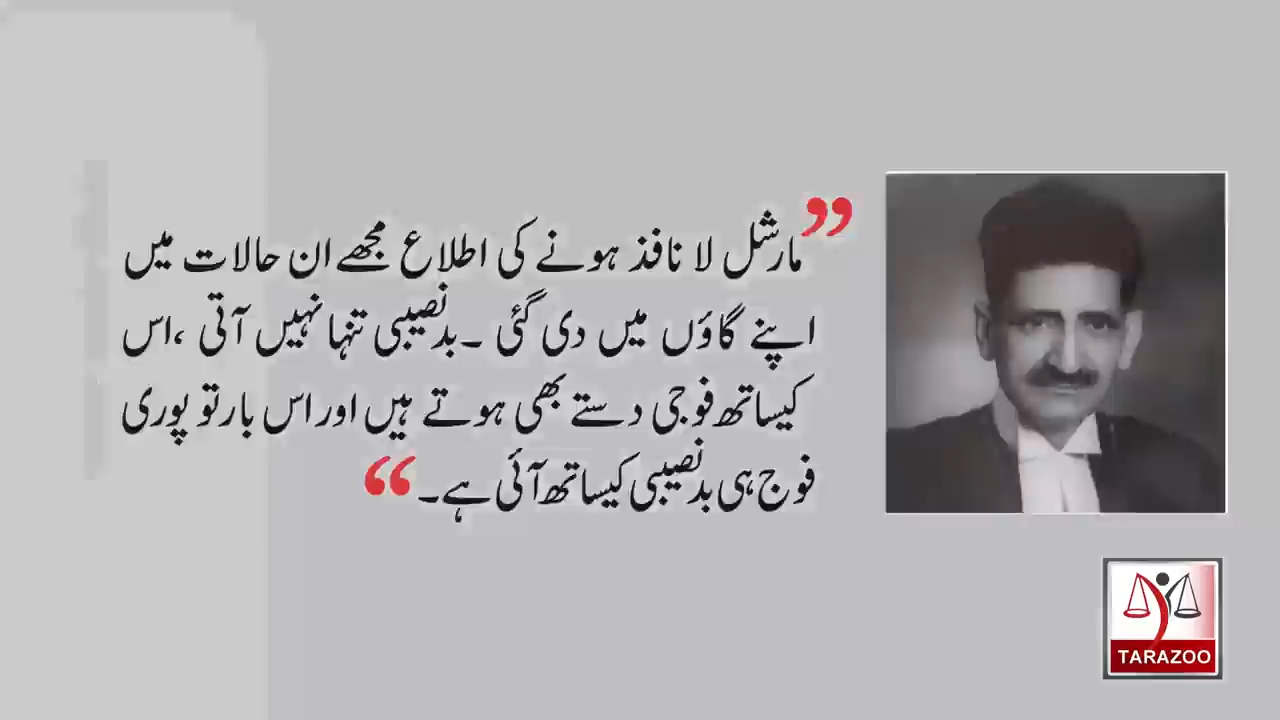 ”مارشل لا نافذ ہونے کی اطلاع مجھے ان حالات میں
اپنے گاؤں میں دی گئی ۔بدنصیبی تنہا نہیں آتی ،اس
کیساتھ فوجی دستے بھی ہوتے ہیں اور اس بار تو پوری
فوج ہی بدنصیبی کیساتھ آئی ہے۔“
TARAZOO